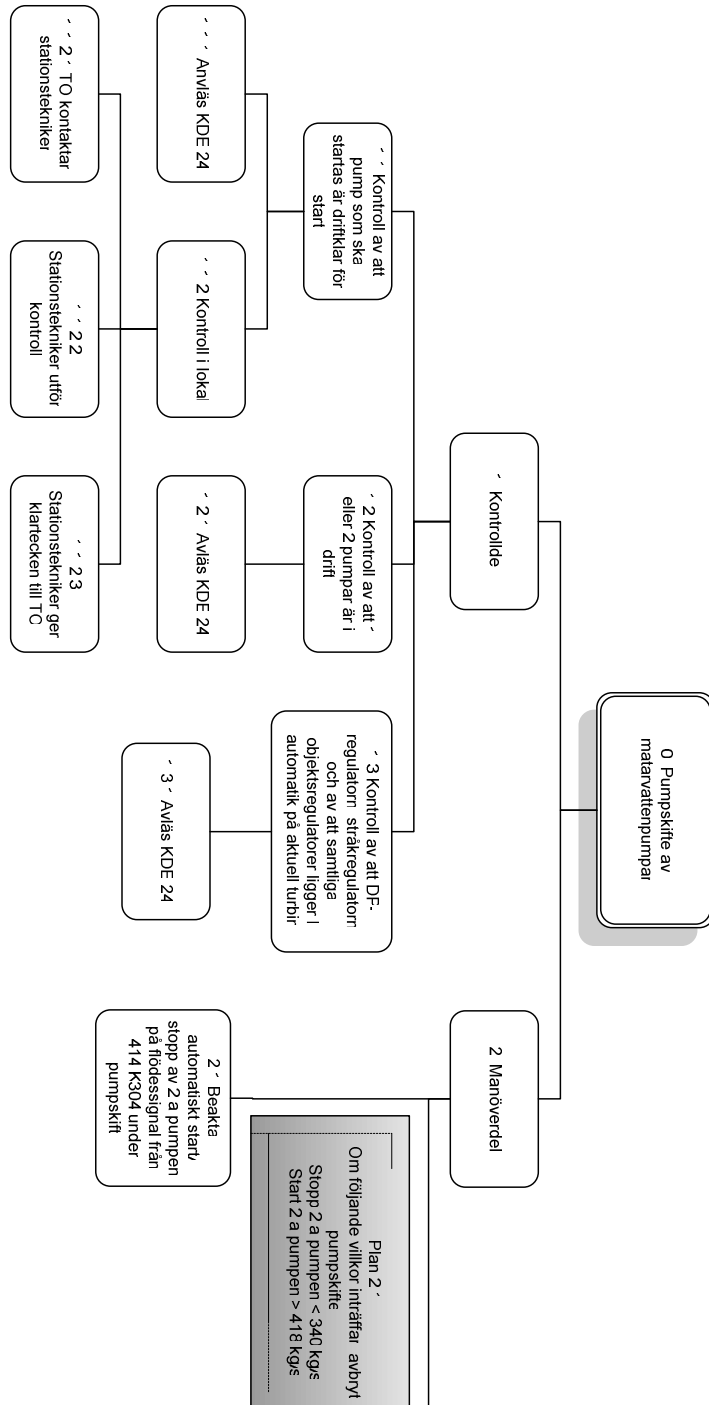 0 Pumpskifte av
matarvattenpumpar
´ Kontrollde
2 Manöverdel
´ ´ Kontroll av att
pump som ska
startas är driftklar för
start
´ 2 Kontroll av att ´
eller 2 pumpar är i
drift
´ 3 Kontroll av att DF-
regulatorn stråkregulatorn
och av att samtliga
objektsregulatorer ligger I
automatik på aktuell turbin
2 ´ Beakta
automatiskt start/
stopp av 2 a pumpen
på flödessignal från
414 K304 under
pumpskift
Plan 2 ´
Om följande villkor inträffar avbryt
pumpskifte
Stopp 2 a pumpen < 340 kg/s
Start 2 a pumpen > 418 kg/s
´ ´ ´ Anvläs KDE 24
´ ´ 2 Kontroll i lokal
´ 2 ´ Avläs KDE 24
´ 3 ´ Avläs KDE 24
´ ´ 2 ´ TO kontaktar
stationstekniker
´ ´ 2 2
Stationstekniker utför
kontroll
´ ´ 2 3
Stationstekniker ger
klartecken till TO